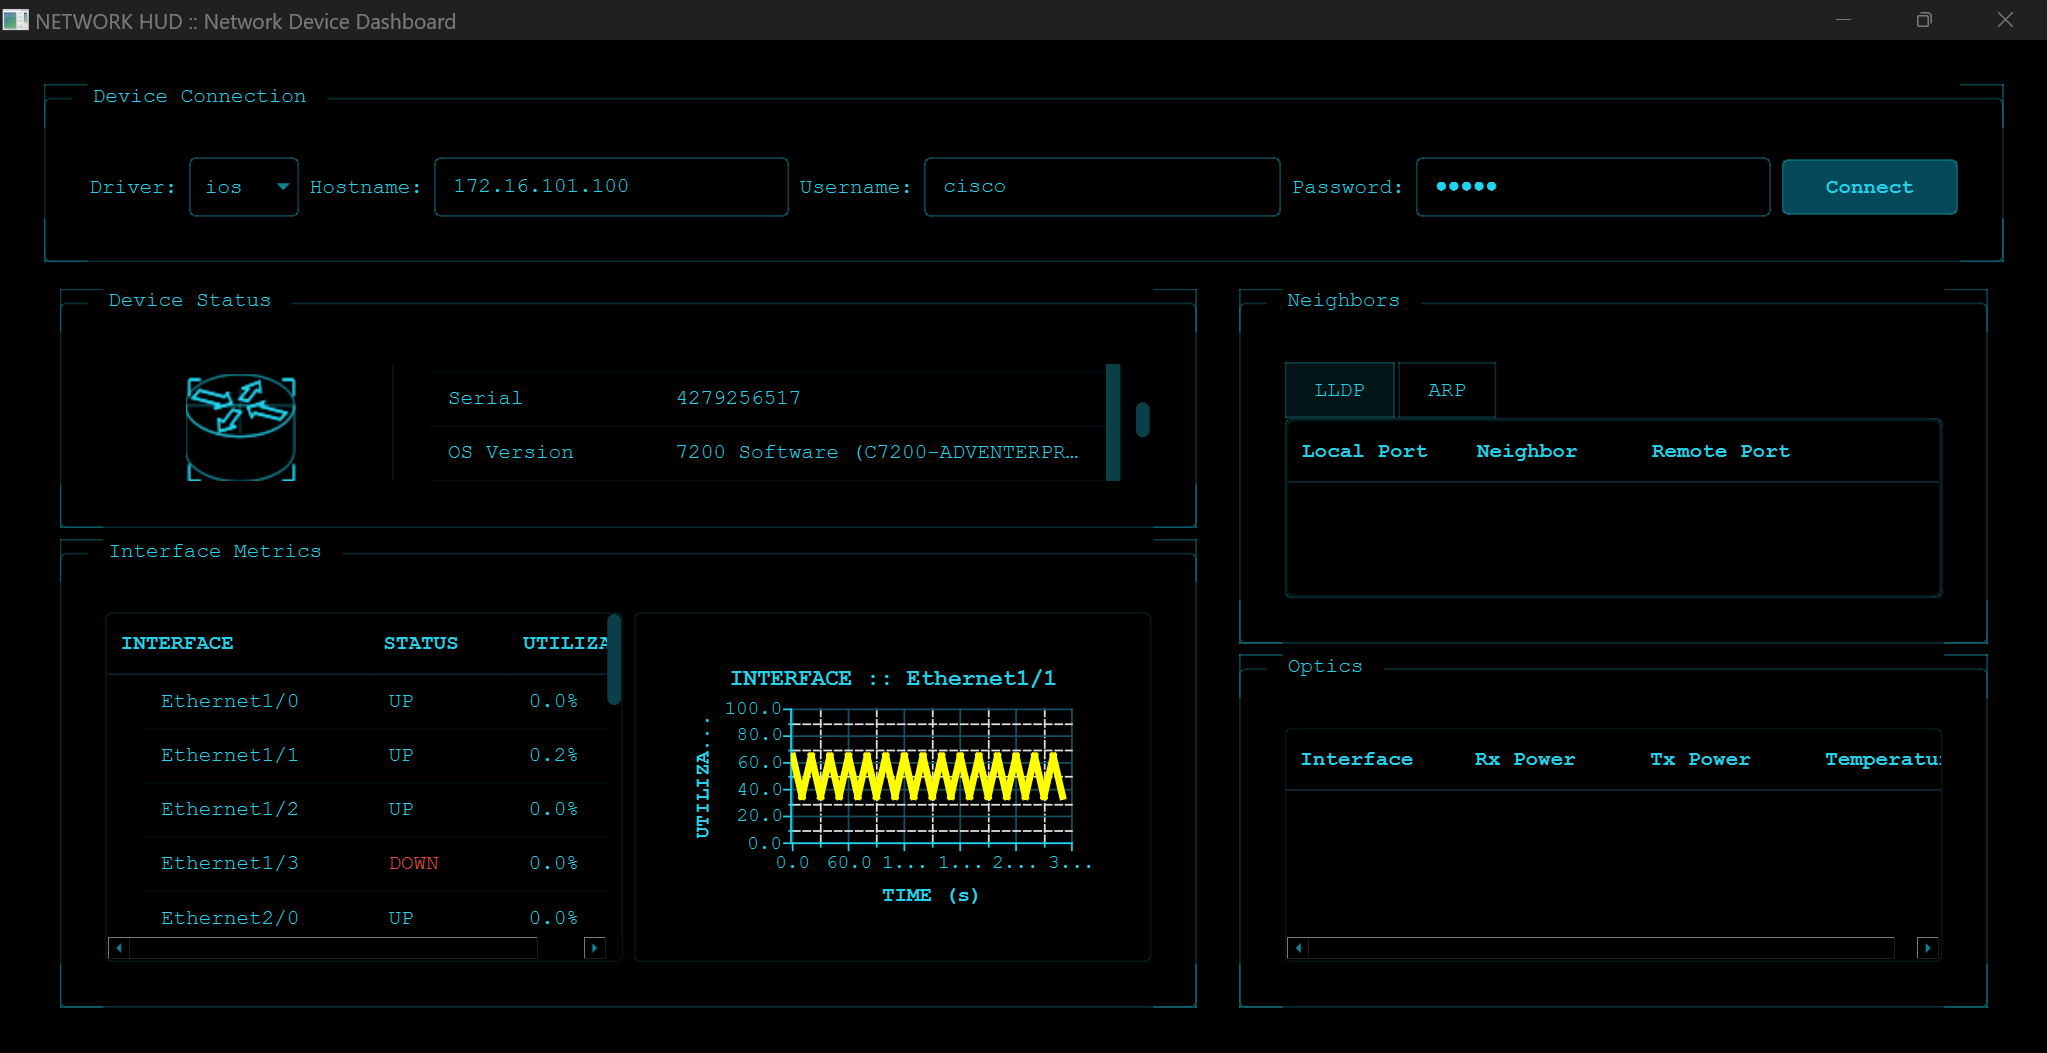 NETWORK HUD :: Network Device Dashboard
Device Connection
Driver: ios Hostname: 172.16.101.100 Username: cisco Password: ●●●●● Connect
Device Status
Serial 4279256517
OS Version 7200 Software (C7200-ADVENTERPR…
Interface Metrics
INTERFACE STATUS UTILIZA
Ethernet1/0 UP 0.0%
Ethernet1/1 UP 0.2%
Ethernet1/2 UP 0.0%
Ethernet1/3 DOWN 0.0%
Ethernet2/0 UP 0.0%
INTERFACE :: Ethernet1/1
UTILIZA...
100.0
80.0
60.0
40.0
20.0
0.0
0.0 60.0 1... 1... 2... 3...
TIME (s)
Neighbors
LLDP ARP
Local Port Neighbor Remote Port
Optics
Interface Rx Power Tx Power Temperatu